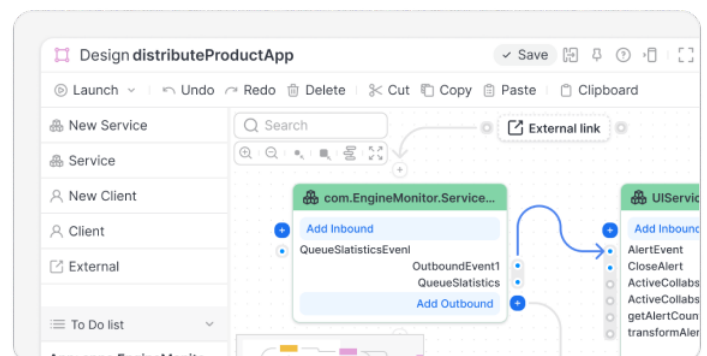 Design distributeProductApp
Save
Launch Undo Redo Delete Cut Copy Paste Clipboard
New Service
Service
New Client
Client
External
To Do list
Search
External link
com.EngineMonitor.Service...
Add Inbound
QueueSlatisticsEvenl
OutboundEvent1
QueueSlatistics
Add Outbound
UIServic
Add Inbound
AlertEvent
CloseAlert
ActiveCollabs
ActiveCollabs
getAlertCoun
transformAler